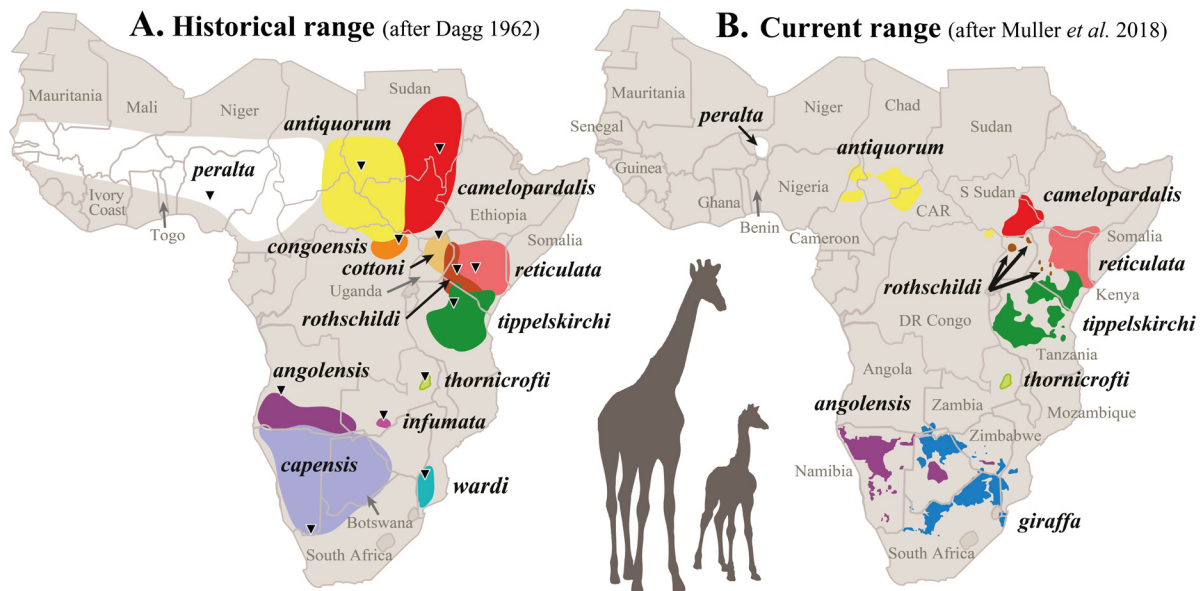 A. Historical range (after Dagg 1962)
Mauritania
Mali
Niger
Sudan
antiquorum
peralta
camelopardalis
Ivory
Coast
Togo
Ethiopia
congoensis
cottoni
Somalia
reticulata
Uganda
rothschildi
tippelskirchi
angolensis
thornicrofti
infumata
capensis
wardi
Botswana
South Africa
B. Current range (after Muller et al. 2018)
Mauritania
Niger
Chad
peralta
Sudan
Senegal
antiquorum
Guinea
Nigeria
S Sudan
camelopardalis
Ghana
CAR
Benin
Cameroon
Somalia
reticulata
rothschildi
Kenya
DR Congo
tippelskirchi
Tanzania
Angola
thornicrofti
angolensis
Zambia
Mozambique
Zimbabwe
Namibia
giraffa
South Africa